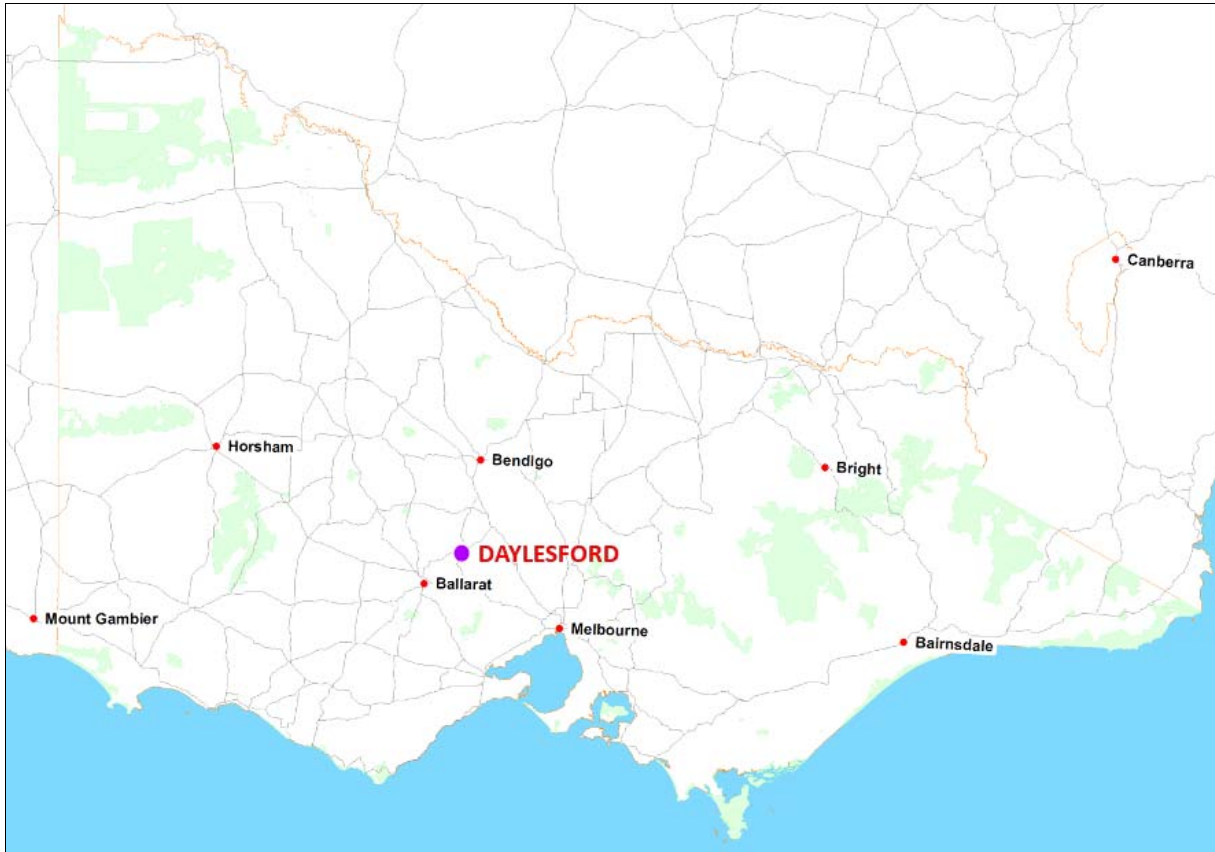 Canberra
Horsham
Bendigo
Bright
DAYLESFORD
Ballarat
Mount Gambier
Melbourne
Bairnsdale